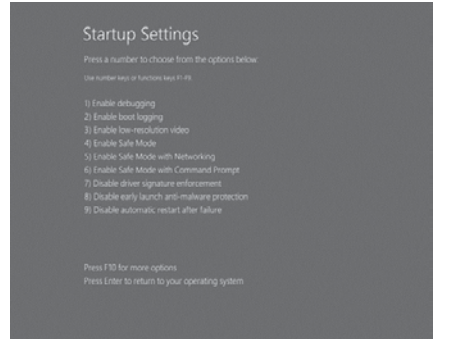 Startup Settings
Press a number to choose from the options below:
Use number keys or functions keys F1-F9.
1) Enable debugging
2) Enable boot logging
3) Enable low-resolution video
4) Enable Safe Mode
5) Enable Safe Mode with Networking
6) Enable Safe Mode with Command Prompt
7) Disable driver signature enforcement
8) Disable early launch anti-malware protection
9) Disable automatic restart after failure
Press F10 for more options
Press Enter to return to your operating system